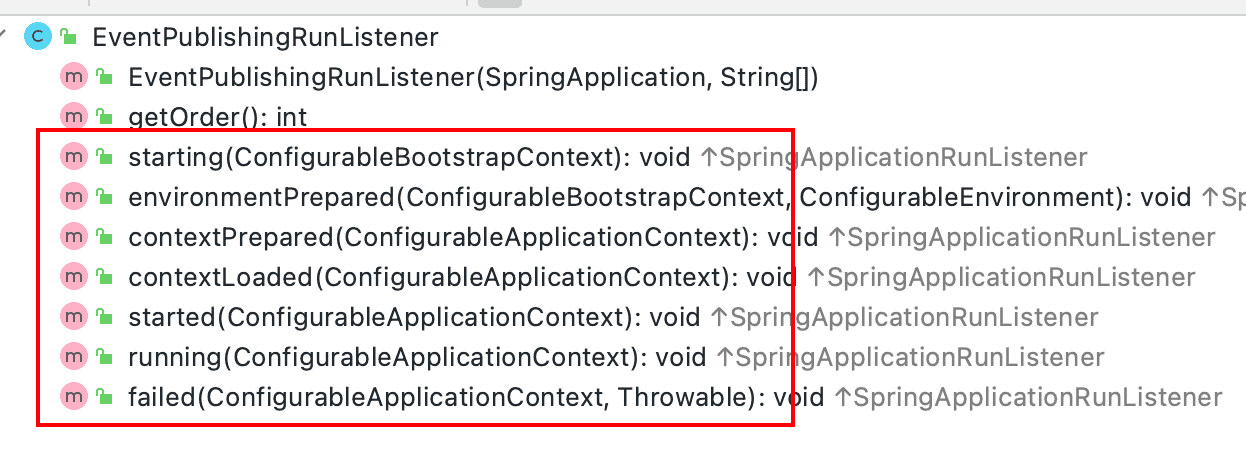 C EventPublishingRunListener
m EventPublishingRunListener(SpringApplication, String[])
m getOrder(): int
m starting(ConfigurableBootstrapContext): void ↑SpringApplicationRunListener
m environmentPrepared(ConfigurableBootstrapContext, ConfigurableEnvironment): void ↑Sp
m contextPrepared(ConfigurableApplicationContext): void ↑SpringApplicationRunListener
m contextLoaded(ConfigurableApplicationContext): void ↑SpringApplicationRunListener
m started(ConfigurableApplicationContext): void ↑SpringApplicationRunListener
m running(ConfigurableApplicationContext): void ↑SpringApplicationRunListener
m failed(ConfigurableApplicationContext, Throwable): void ↑SpringApplicationRunListener